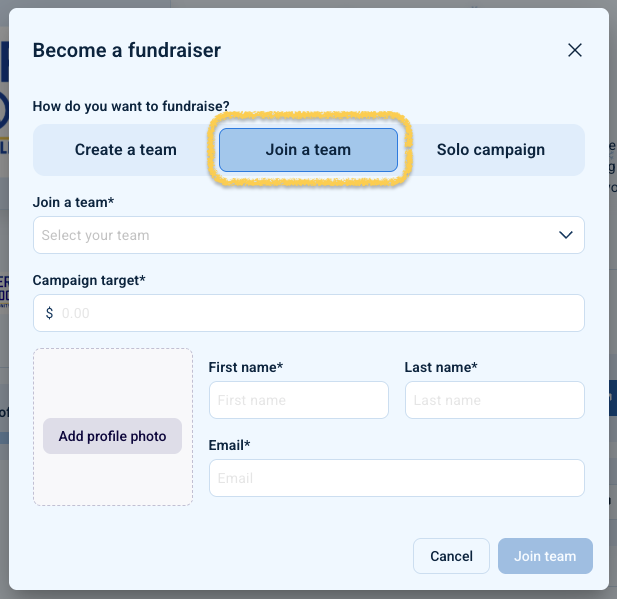 Become a fundraiser
How do you want to fundraise?
Create a team
Join a team
Solo campaign
Join a team*
Select your team
Campaign target*
$ 0.00
First name*
Last name*
First name
Last name
Add profile photo
Email*
Email
Cancel
Join team